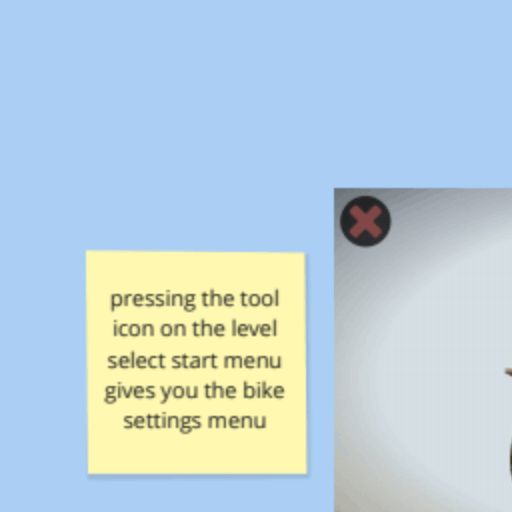 pressing the tool
icon on the level
select start menu
gives you the bike
settings menu